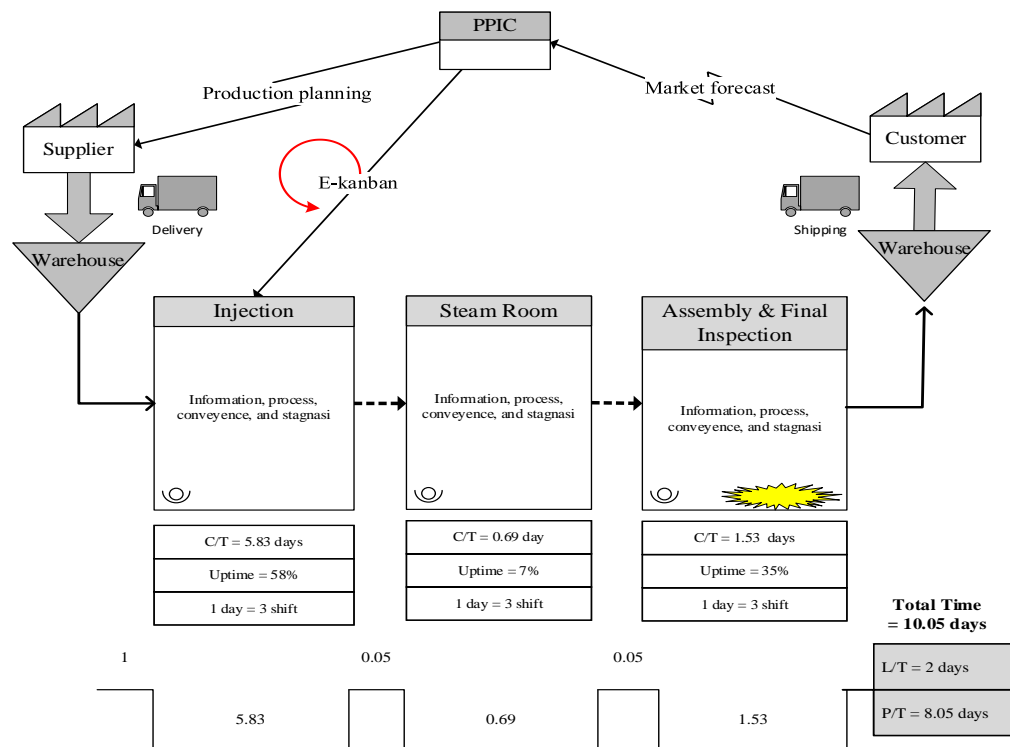 PPIC
Production planning
Market forecast
Supplier
Customer
E-kanban
Delivery
Shipping
Warehouse
Warehouse
Injection
Steam Room
Assembly & Final
Inspection
Information, process,
conveyence, and stagnasi
Information, process,
conveyence, and stagnasi
Information, process,
conveyence, and stagnasi
C/T = 5.83 days
Uptime = 58%
1 day = 3 shift
C/T = 0.69 day
Uptime = 7%
1 day = 3 shift
C/T = 1.53 days
Uptime = 35%
1 day = 3 shift
Total Time
= 10.05 days
1
0.05
0.05
L/T = 2 days
5.83
0.69
1.53
P/T = 8.05 days